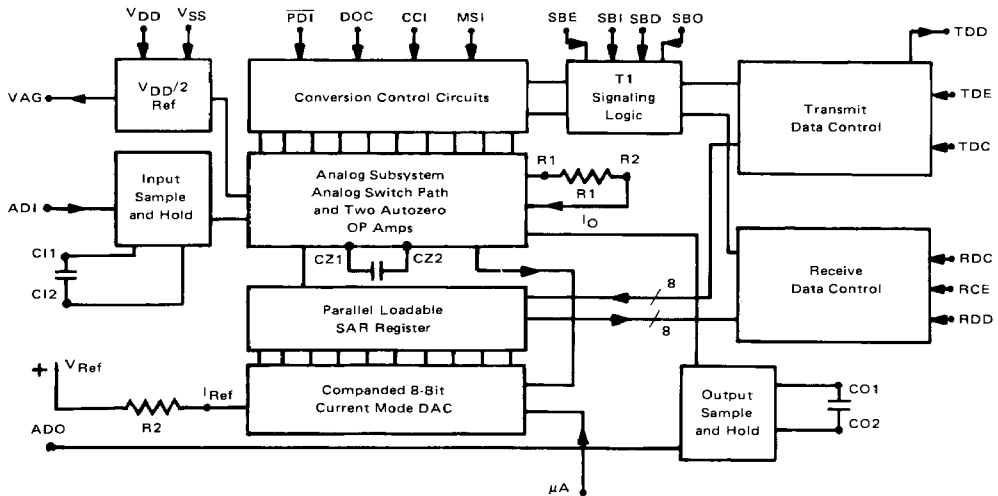 VDD
VSS
PDI
DOC
CCI
MSI
SBE
SBI
SBD
SBO
TDD
VDD/2
Ref
VAG
Conversion Control Circuits
T1
Signaling
Logic
Transmit
Data Control
TDE
TDC
Input
Sample
and Hold
ADI
Analog Subsystem
Analog Switch Path
and Two Autozero
OP Amps
R1
R2
R1
IO
CI1
CI2
CZ1
CZ2
Receive
Data Control
RDC
RCE
RDD
Parallel Loadable
SAR Register
8
8
+
VRef
R2
IRef
Companded 8-Bit
Current Mode DAC
Output
Sample
and Hold
CO1
CO2
ADO
μA